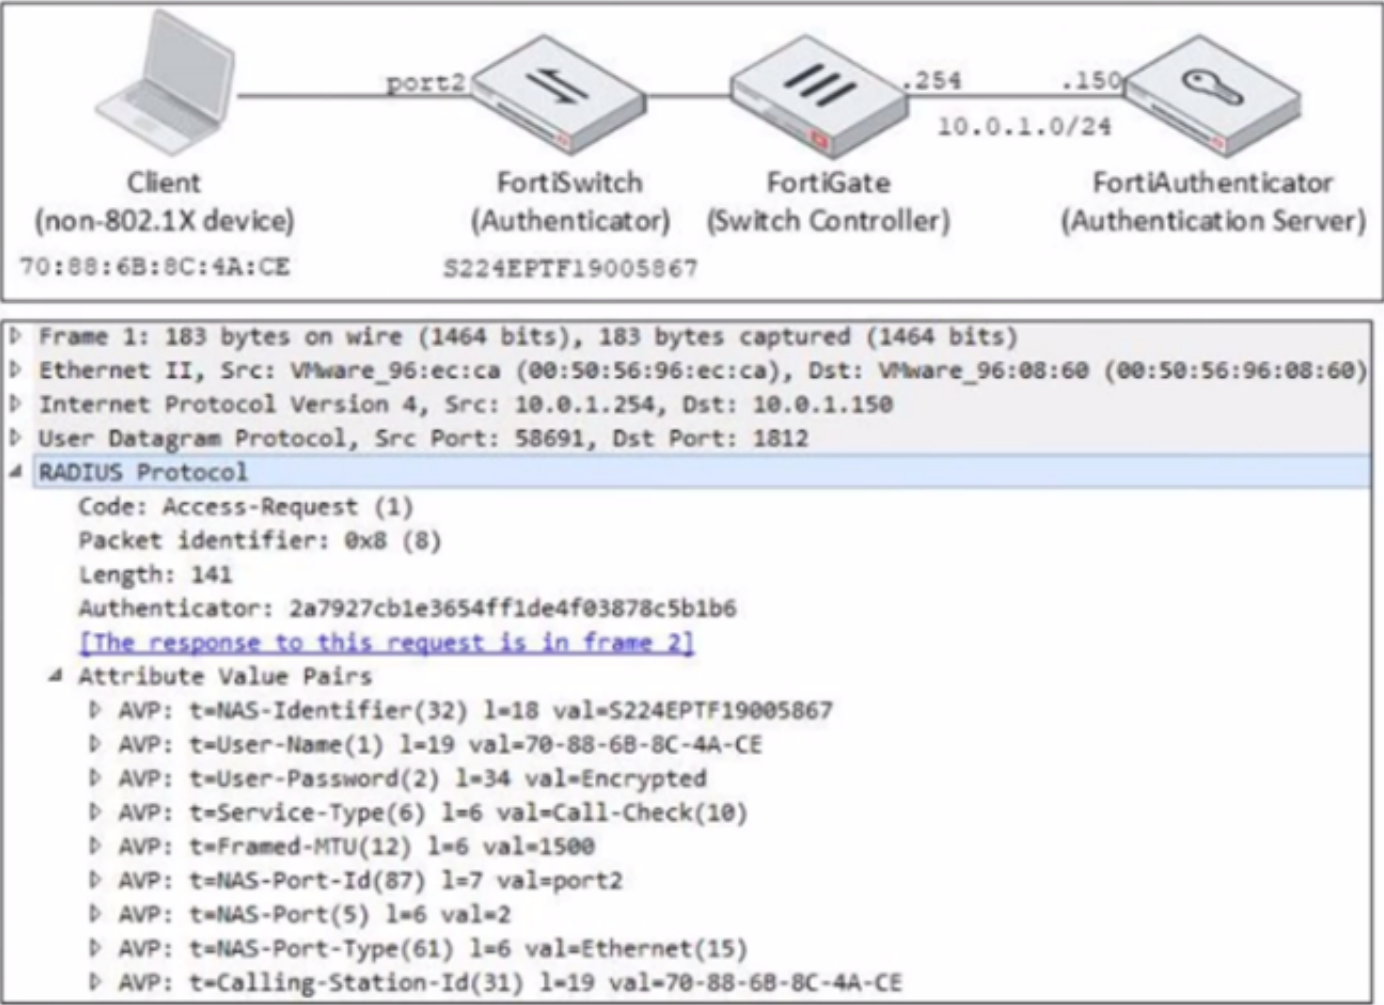 port2
.254
.150
10.0.1.0/24
Client
(non-802.1X device)
70:88:6B:8C:4A:CE
FortiSwitch
(Authenticator)
S224EPTF19005867
FortiGate
(Switch Controller)
FortiAuthenticator
(Authentication Server)
Frame 1: 183 bytes on wire (1464 bits), 183 bytes captured (1464 bits)
Ethernet II, Src: VMware_96:ec:ca (00:50:56:96:ec:ca), Dst: VMware_96:08:60 (00:50:56:96:08:60)
Internet Protocol Version 4, Src: 10.0.1.254, Dst: 10.0.1.150
User Datagram Protocol, Src Port: 58691, Dst Port: 1812
RADIUS Protocol
Code: Access-Request (1)
Packet identifier: 0x8 (8)
Length: 141
Authenticator: 2a7927cb1e3654ff1de4f03878c5b1b6
[The response to this request is in frame 2]
Attribute Value Pairs
AVP: t=NAS-Identifier(32) l=18 val=S224EPTF19005867
AVP: t=User-Name(1) l=19 val=70-88-6B-8C-4A-CE
AVP: t=User-Password(2) l=34 val=Encrypted
AVP: t=Service-Type(6) l=6 val=Call-Check(10)
AVP: t=Framed-MTU(12) l=6 val=1500
AVP: t=NAS-Port-Id(87) l=7 val=port2
AVP: t=NAS-Port(5) l=6 val=2
AVP: t=NAS-Port-Type(61) l=6 val=Ethernet(15)
AVP: t=Calling-Station-Id(31) l=19 val=70-88-6B-8C-4A-CE